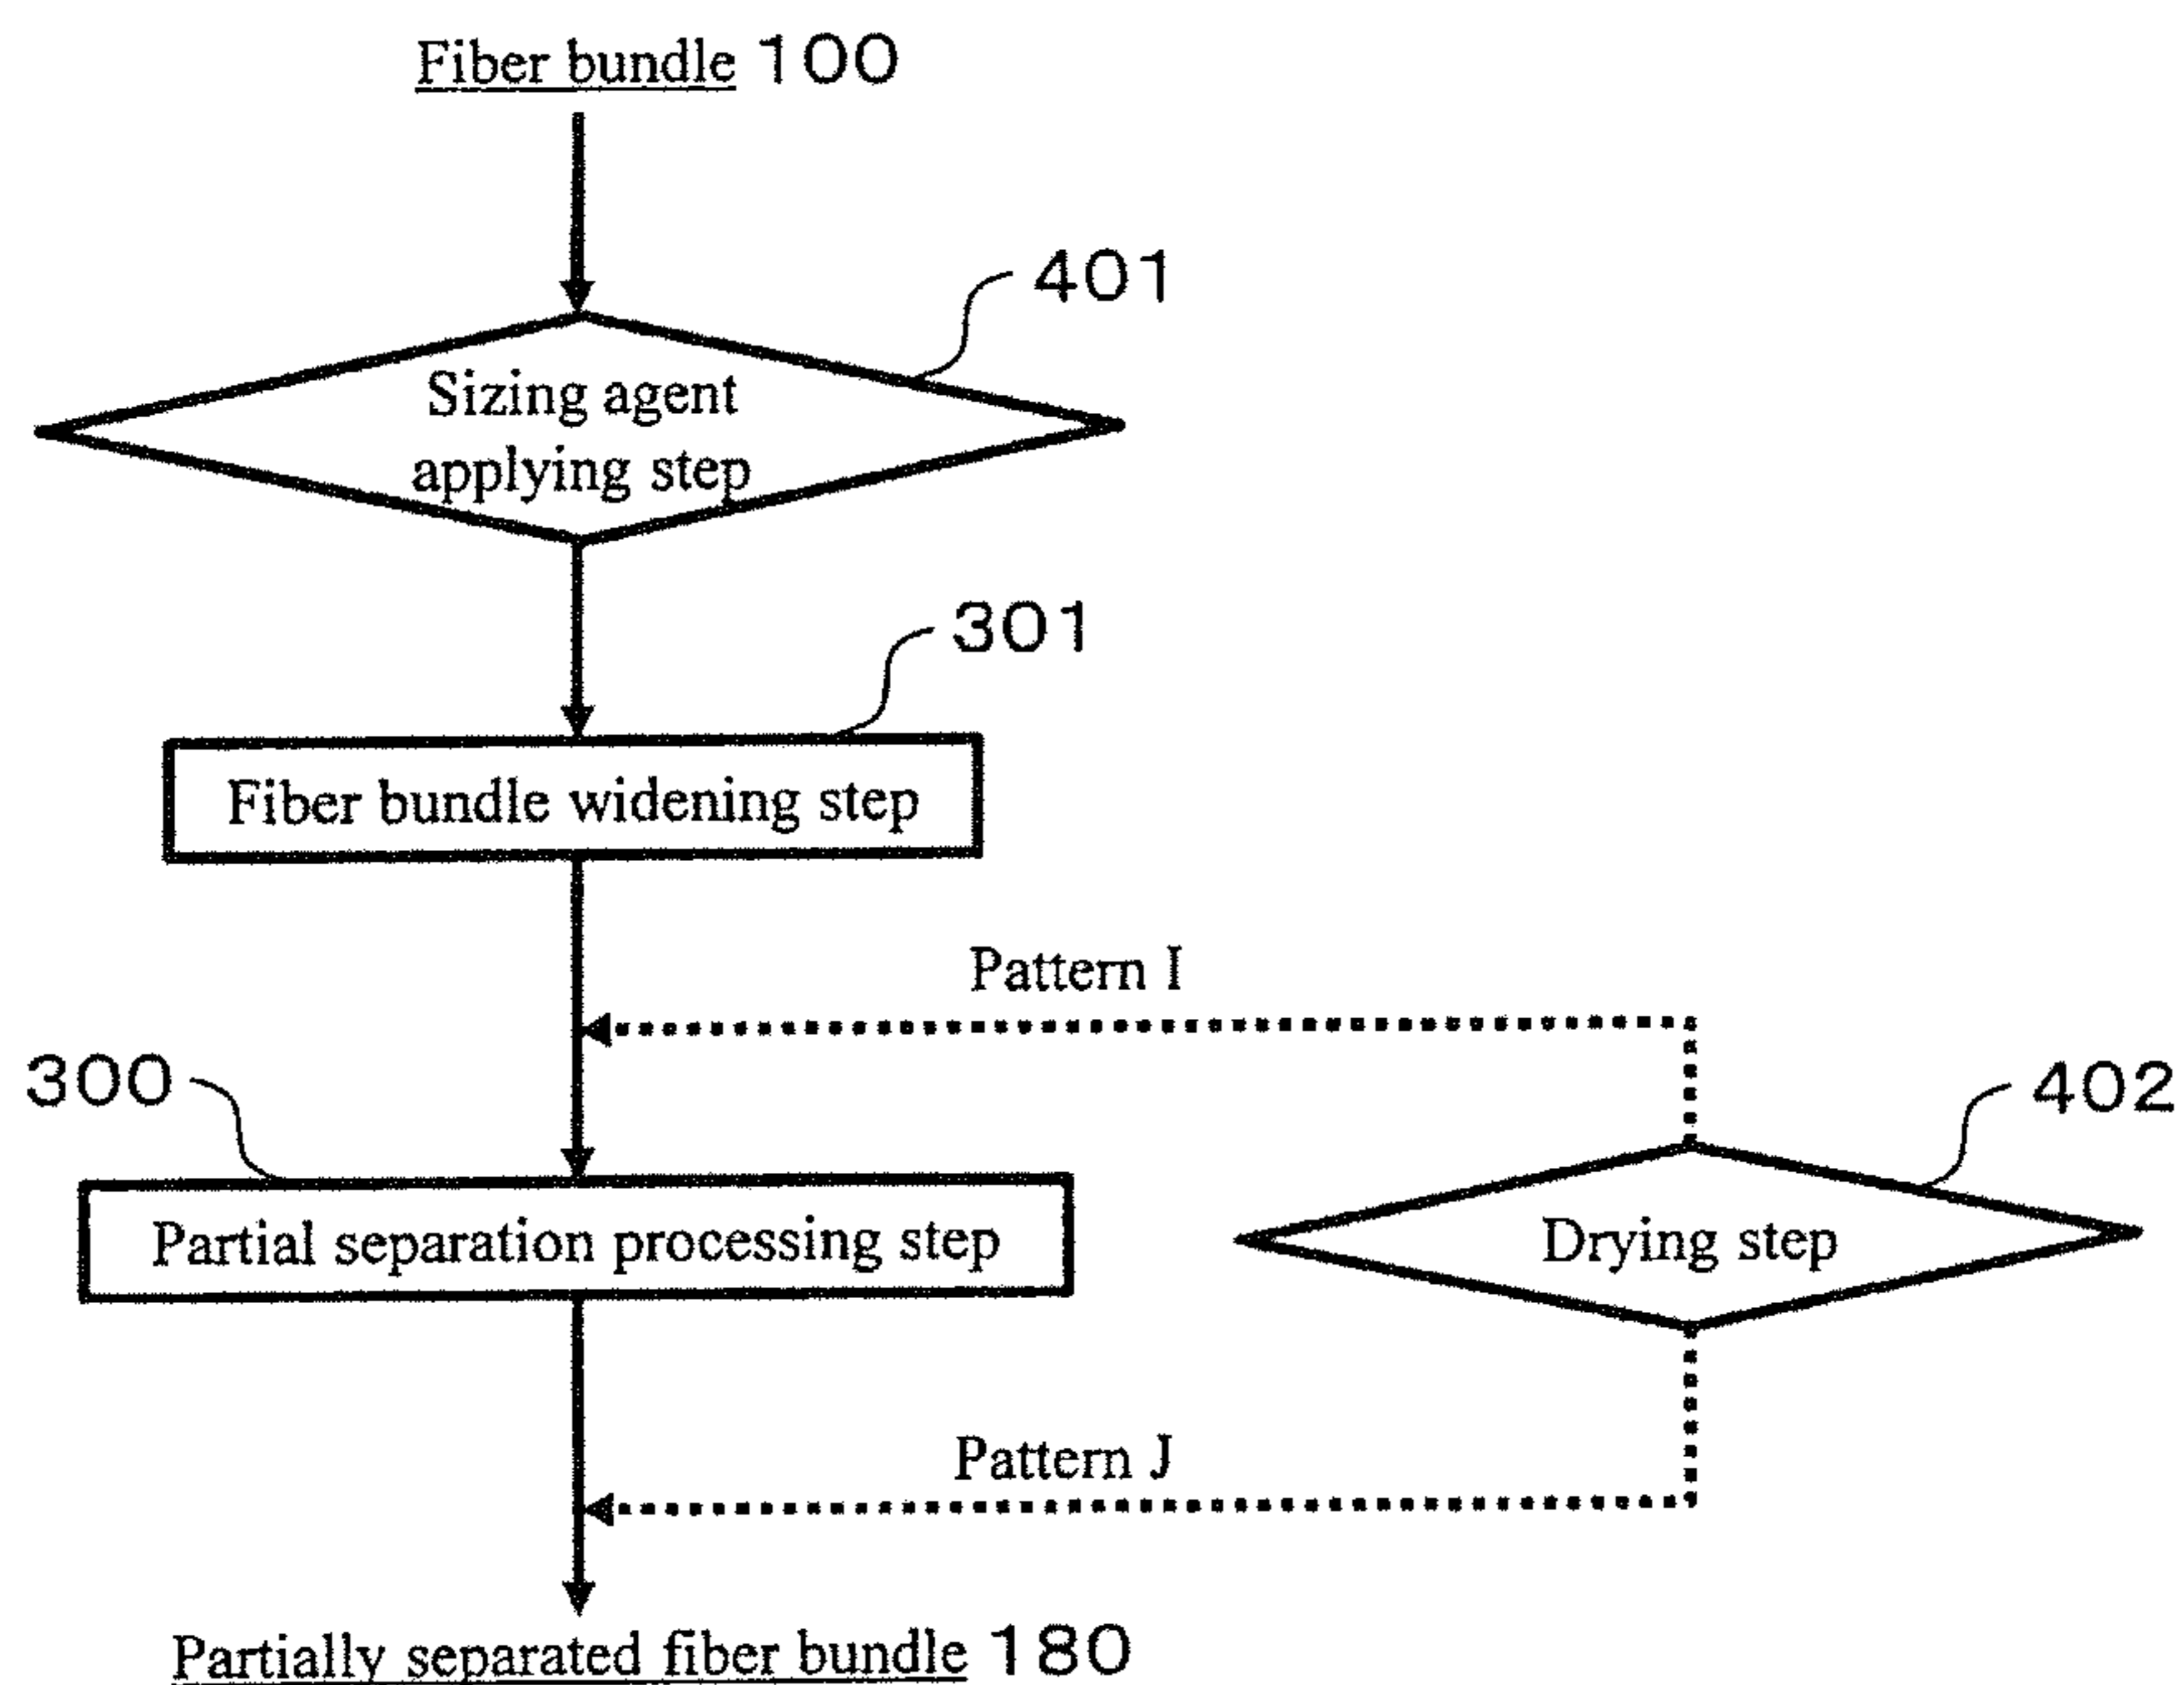 Fiber bundle 100
401
Sizing agent
applying step
301
Fiber bundle widening step
Pattern I
300
402
Partial separation processing step
Drying step
Pattern J
Partially separated fiber bundle 180